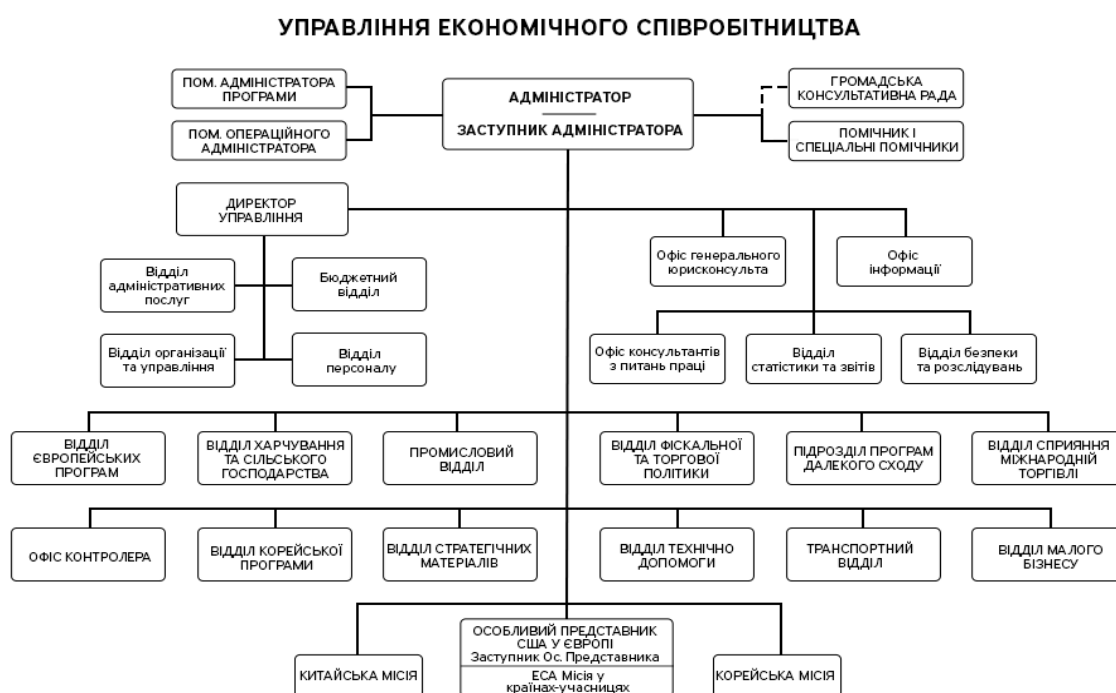 УПРАВЛІННЯ ЕКОНОМІЧНОГО СПІВРОБІТНИЦТВА
ПОМ. АДМІНІСТРАТОРА
ПРОГРАМИ
ПОМ. ОПЕРАЦІЙНОГО
АДМІНІСТРАТОРА
АДМІНІСТРАТОР
ЗАСТУПНИК АДМІНІСТРАТОРА
ГРОМАДСЬКА
КОНСУЛЬТАТИВНА РАДА
ПОМІЧНИК І
СПЕЦІАЛЬНІ ПОМІЧНИКИ
ДИРЕКТОР
УПРАВЛІННЯ
Відділ
адміністративних
послуг
Бюджетний
відділ
Відділ організації
та управління
Відділ
персоналу
Офіс генерального
юрисконсульта
Офіс
інформації
Офіс консультантів
з питань праці
Відділ
статистики та звітів
Відділ безпеки
та розслідувань
ВІДДІЛ
ЄВРОПЕЙСЬКИХ
ПРОГРАМ
ВІДДІЛ ХАРЧУВАННЯ
ТА СІЛЬСЬКОГО
ГОСПОДАРСТВА
ПРОМИСЛОВИЙ
ВІДДІЛ
ВІДДІЛ ФІСКАЛЬНОЇ
ТА ТОРГОВОЇ
ПОЛІТИКИ
ПІДРОЗДІЛ ПРОГРАМ
ДАЛЕКОГО СХОДУ
ВІДДІЛ СПРИЯННЯ
МІЖНАРОДНІЙ
ТОРГІВЛІ
ОФІС КОНТРОЛЕРА
ВІДДІЛ КОРЕЙСЬКОЇ
ПРОГРАМИ
ВІДДІЛ СТРАТЕГІЧНИХ
МАТЕРІАЛІВ
ВІДДІЛ ТЕХНІЧНО
ДОПОМОГИ
ТРАНСПОРТНИЙ
ВІДДІЛ
ВІДДІЛ МАЛОГО
БІЗНЕСУ
КИТАЙСЬКА МІСІЯ
ОСОБЛИВИЙ ПРЕДСТАВНИК
США У ЄВРОПІ
Заступник Ос. Представника
ЕСА Місія у
країнах-учасницях
КОРЕЙСЬКА МІСІЯ